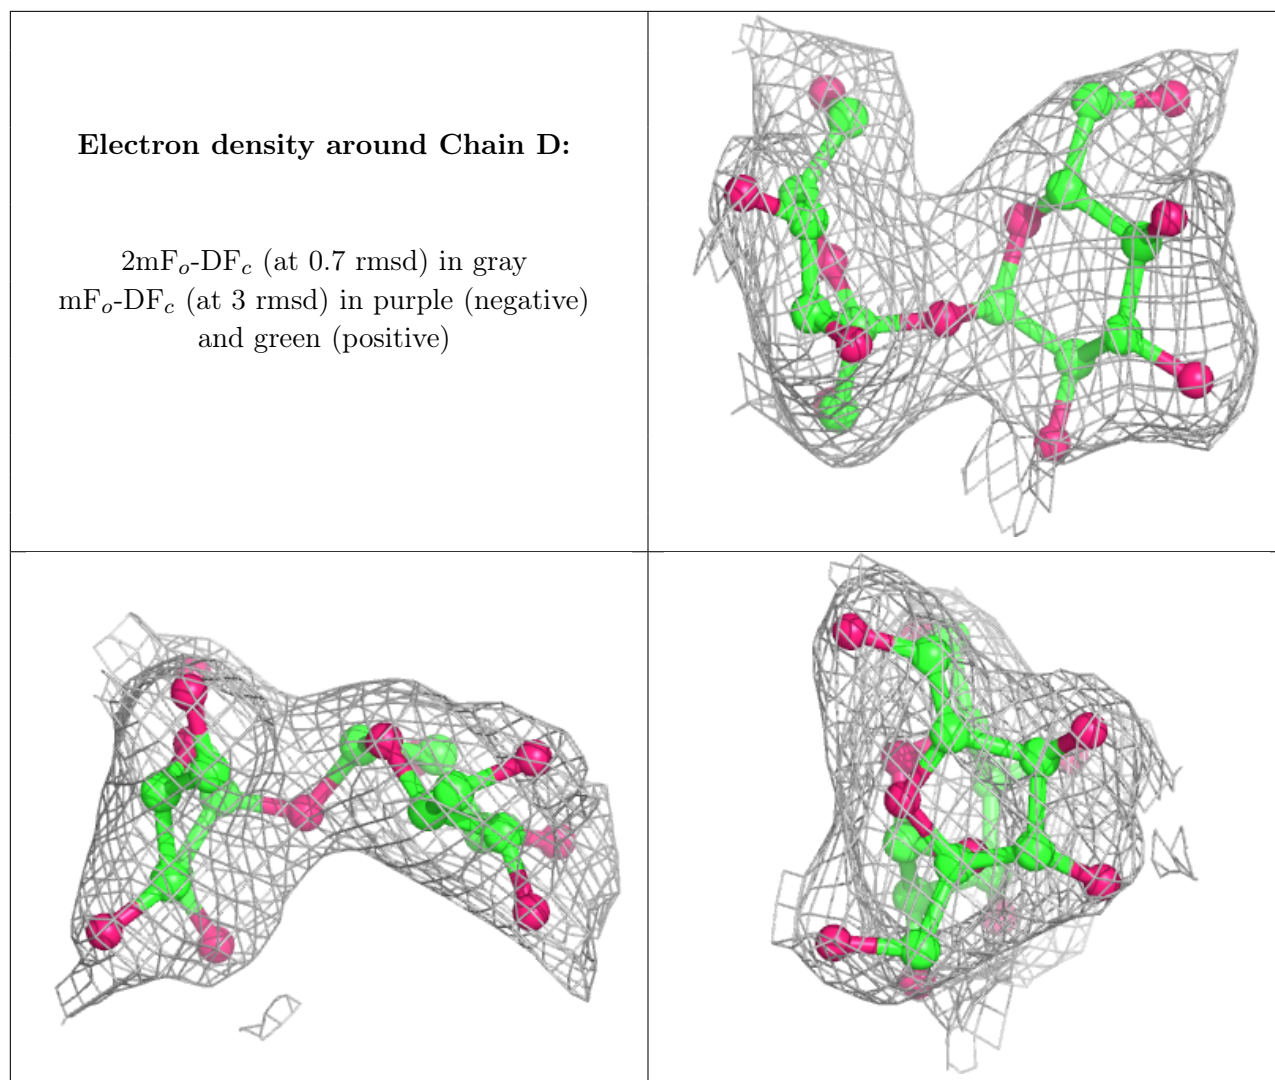 Electron density around Chain D:
2mFo-DFc (at 0.7 rmsd) in gray
mFo-DFc (at 3 rmsd) in purple (negative)
and green (positive)